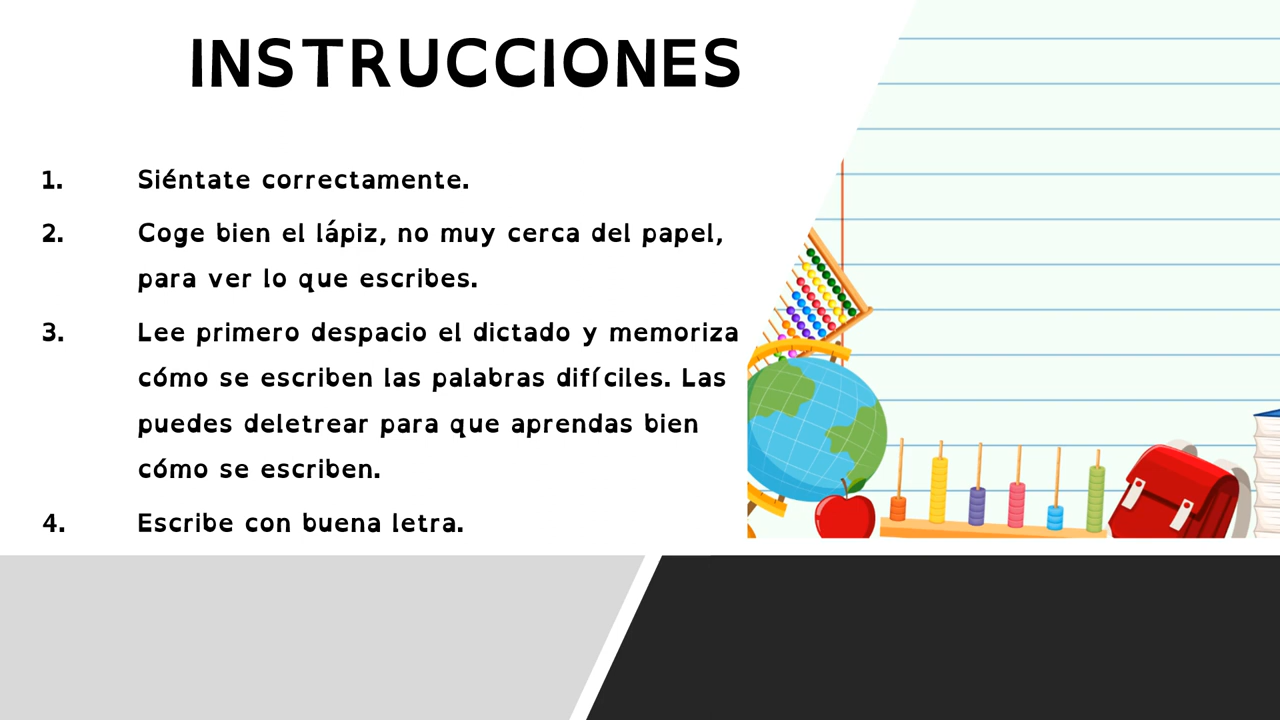 INSTRUCCIONES
1. Siéntate correctamente.
2. Coge bien el lápiz, no muy cerca del papel,
para ver lo que escribes.
3. Lee primero despacio el dictado y memoriza
cómo se escriben las palabras difíciles. Las
puedes deletrear para que aprendas bien
cómo se escriben.
4. Escribe con buena letra.